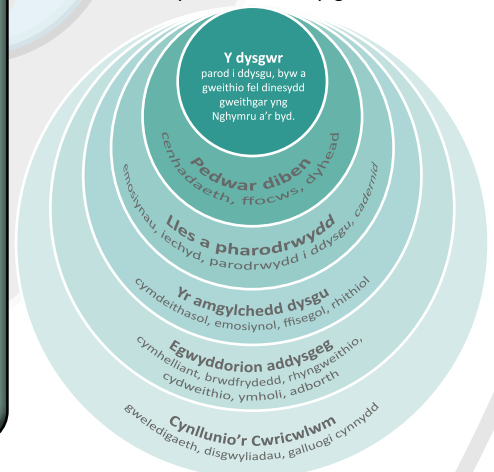 Y dysgwr
parod i ddysgu, byw a
gweithio fel dinesydd
gweithgar yng
Nghymru a'r byd.
Pedwar diben
cenhadaeth, ffocws, dyhead
Lles a pharodrwydd
emosiynau, iechyd, parodrwydd i ddysgu, cadernid
Yr amgylchedd dysgu
cymdeithasol, emosiynol, ffisegol, rhithiol
Egwyddorion addysgeg
cymhelliant, brwdfrydedd, rhyngweithio,
cydweithio, ymholi, adborth
Cynllunio'r Cwricwlwm
gweledigaeth, disgwyliadau, galluogi cynnydd